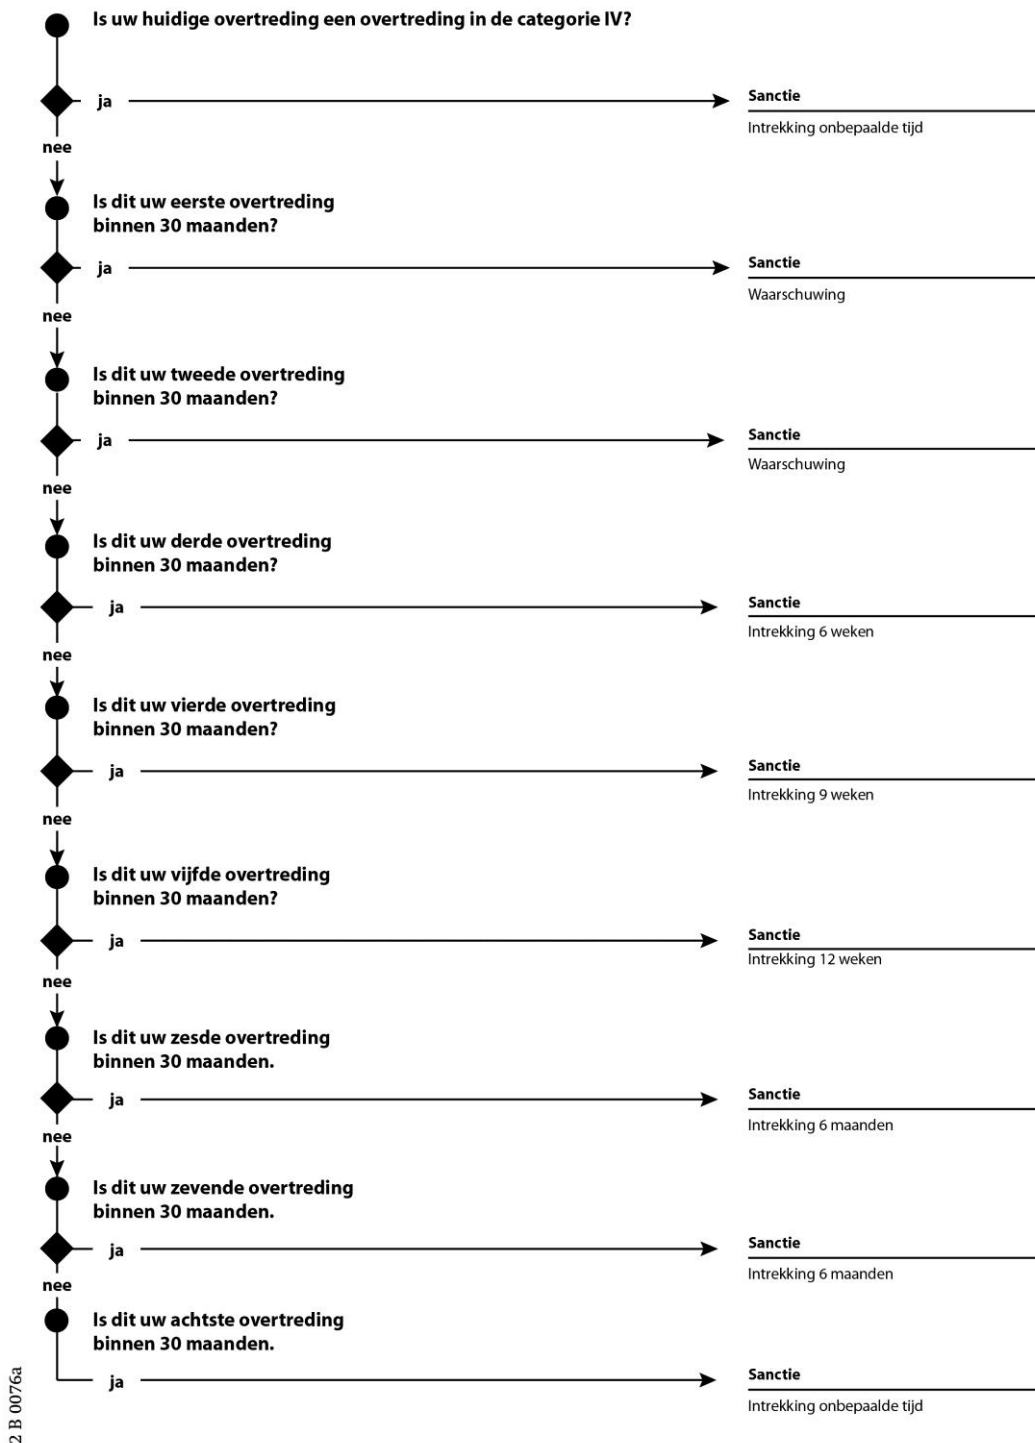 Is uw huidige overtreding een overtreding in de categorie IV?
ja
Sanctie
Intrekking onbepaalde tijd
nee
Is dit uw eerste overtreding
binnen 30 maanden?
ja
Sanctie
Waarschuwing
nee
Is dit uw tweede overtreding
binnen 30 maanden?
ja
Sanctie
Waarschuwing
nee
Is dit uw derde overtreding
binnen 30 maanden?
ja
Sanctie
Intrekking 6 weken
nee
Is dit uw vierde overtreding
binnen 30 maanden?
ja
Sanctie
Intrekking 9 weken
nee
Is dit uw vijfde overtreding
binnen 30 maanden?
ja
Sanctie
Intrekking 12 weken
nee
Is dit uw zesde overtreding
binnen 30 maanden.
ja
Sanctie
Intrekking 6 maanden
nee
Is dit uw zevende overtreding
binnen 30 maanden.
ja
Sanctie
Intrekking 6 maanden
nee
Is dit uw achtste overtreding
binnen 30 maanden.
ja
Sanctie
Intrekking onbepaalde tijd
2 B 0076a